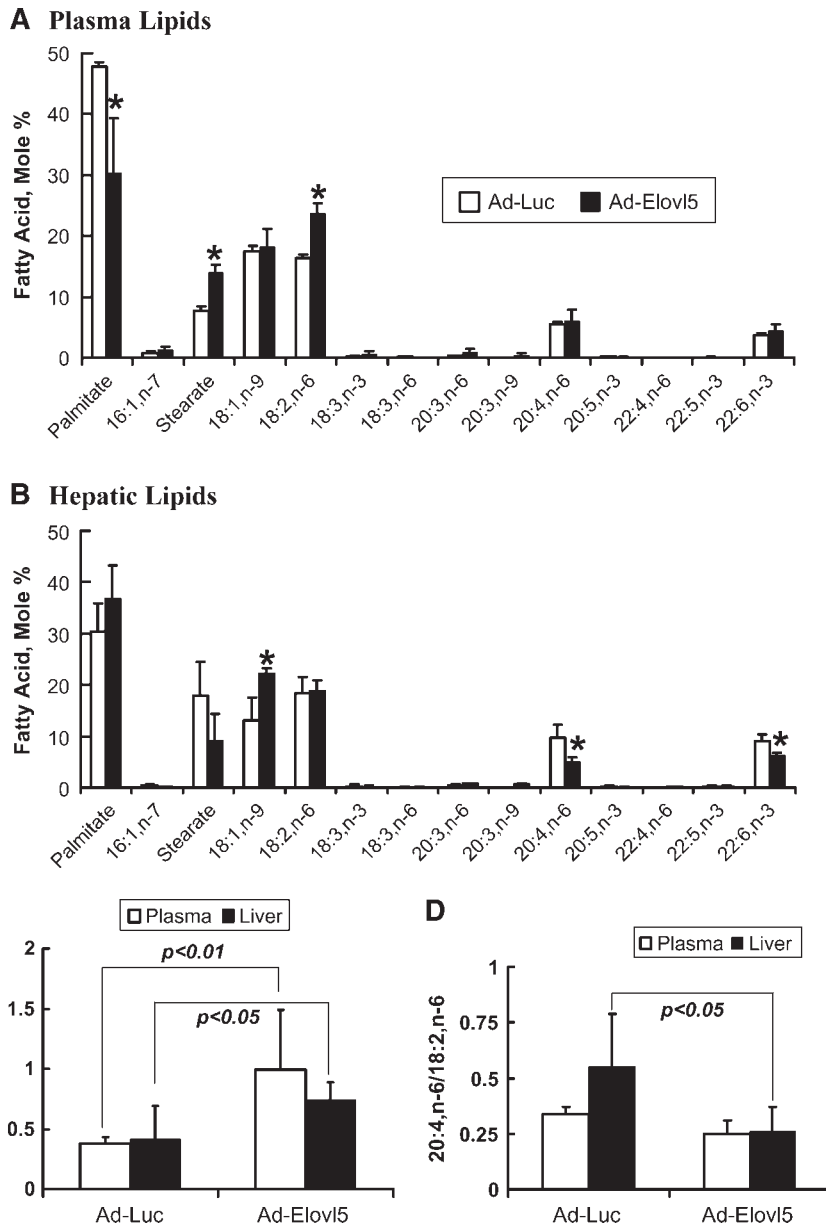 A Plasma Lipids
50
40
30
20
10
0
Fatty Acid, Mole %
*
*
*
Ad-Luc Ad-Elovl5
Palmitate
16:1,n-7
Stearate
18:1,n-9
18:2,n-6
18:3,n-3
18:3,n-6
20:3,n-6
20:3,n-9
20:4,n-6
20:5,n-3
22:4,n-6
22:5,n-3
22:6,n-3
B Hepatic Lipids
50
40
30
20
10
0
Fatty Acid, Mole %
*
*
*
Palmitate
16:1,n-7
Stearate
18:1,n-9
18:2,n-6
18:3,n-3
18:3,n-6
20:3,n-6
20:3,n-9
20:4,n-6
20:5,n-3
22:4,n-6
22:5,n-3
22:6,n-3
Plasma Liver
2
1.5
1
0.5
0
p<0.01
p<0.05
Ad-Luc Ad-Elovl5
D
Plasma Liver
1
0.75
0.5
0.25
0
20:4,n-6/18:2,n-6
p<0.05
Ad-Luc Ad-Elovl5